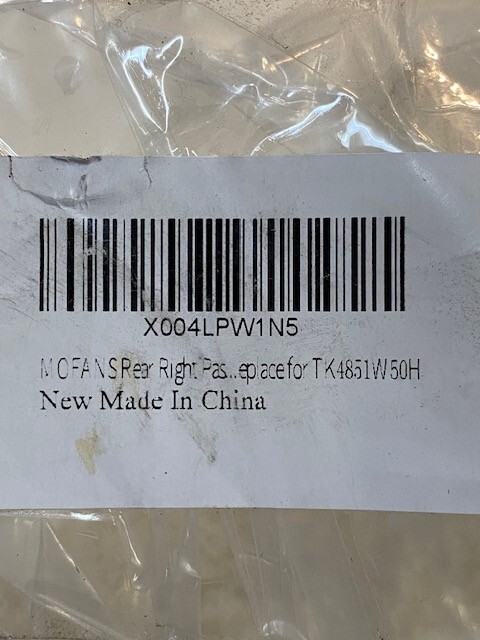 X004LPW1N5
MOFANS Rear Right Pas...eplace for TK4851W50H
New Made In China